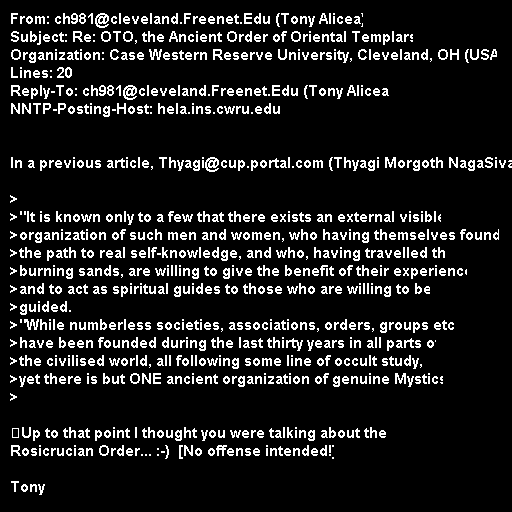 From: ch981@cleveland.Freenet.Edu (Tony Alicea)
Subject: Re: OTO, the Ancient Order of Oriental Templars
Organization: Case Western Reserve University, Cleveland, OH (USA
Lines: 20
Reply-To: ch981@cleveland.Freenet.Edu (Tony Alicea
NNTP-Posting-Host: hela.ins.cwru.edu
In a previous article, Thyagi@cup.portal.com (Thyagi Morgoth NagaSiva
>
>"It is known only to a few that there exists an external visible
>organization of such men and women, who having themselves found
>the path to real self-knowledge, and who, having travelled th
>burning sands, are willing to give the benefit of their experience
>and to act as spiritual guides to those who are willing to be
>guided.
>"While numberless societies, associations, orders, groups etc
>have been founded during the last thirty years in all parts o
>the civilised world, all following some line of occult study,
>yet there is but ONE ancient organization of genuine Mystics
>
Up to that point I thought you were talking about the
Rosicrucian Order... :-)  [No offense intended!]
Tony